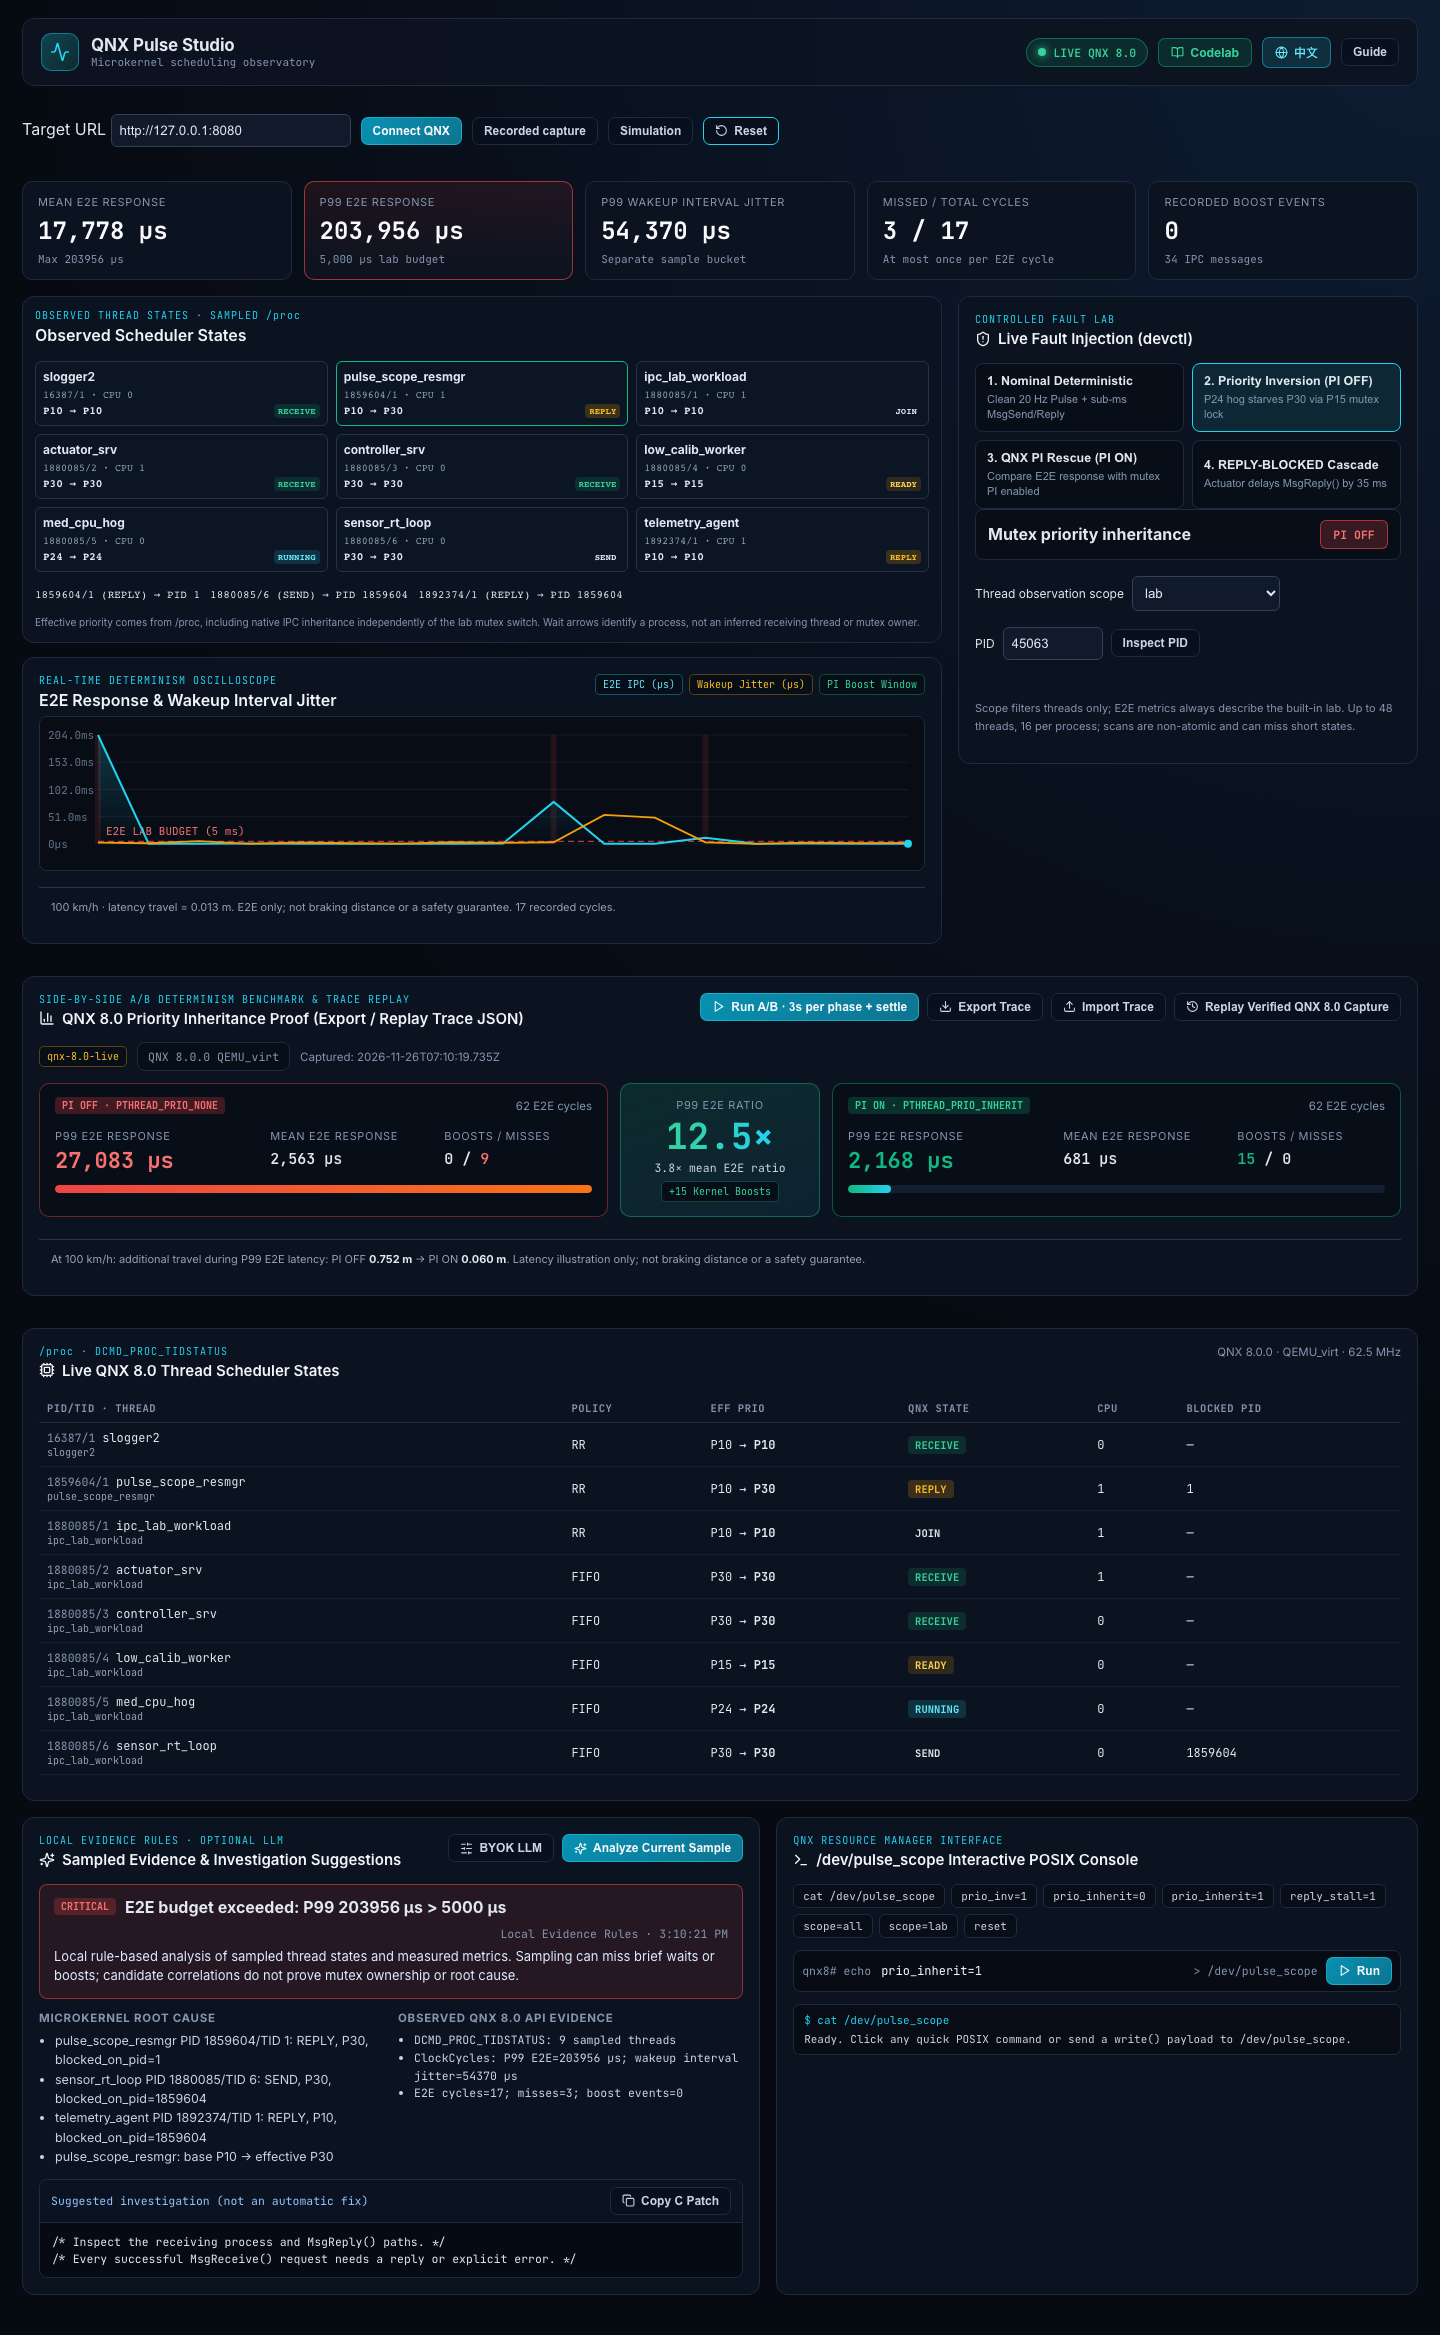 QNX Pulse Studio
Microkernel scheduling observatory
LIVE QNX 8.0
Codelab
中文
Guide
Target URL
http://127.0.0.1:8080
Connect QNX
Recorded capture
Simulation
Reset
MEAN E2E RESPONSE
17,778 µs
Max 203956 µs
P99 E2E RESPONSE
203,956 µs
5,000 µs lab budget
P99 WAKEUP INTERVAL JITTER
54,370 µs
Separate sample bucket
MISSED / TOTAL CYCLES
3 / 17
At most once per E2E cycle
RECORDED BOOST EVENTS
0
34 IPC messages
OBSERVED THREAD STATES · SAMPLED /proc
Observed Scheduler States
slogger2
16387/1 · CPU 0
P10 → P10
RECEIVE
pulse_scope_resmgr
1859604/1 · CPU 1
P10 → P30
REPLY
ipc_lab_workload
1880085/1 · CPU 1
P10 → P10
JOIN
actuator_srv
1880085/2 · CPU 1
P30 → P30
RECEIVE
controller_srv
1880085/3 · CPU 0
P30 → P30
RECEIVE
low_calib_worker
1880085/4 · CPU 0
P15 → P15
READY
med_cpu_hog
1880085/5 · CPU 0
P24 → P24
RUNNING
sensor_rt_loop
1880085/6 · CPU 0
P30 → P30
SEND
telemetry_agent
1892374/1 · CPU 1
P10 → P10
REPLY
1859604/1 (REPLY) → PID 1 1880085/6 (SEND) → PID 1859604 1892374/1 (REPLY) → PID 1859604
Effective priority comes from /proc, including native IPC inheritance independently of the lab mutex switch. Wait arrows identify a process, not an inferred receiving thread or mutex owner.
CONTROLLED FAULT LAB
Live Fault Injection (devctl)
1. Nominal Deterministic
Clean 20 Hz Pulse + sub-ms
MsgSend/Reply
2. Priority Inversion (PI OFF)
P24 hog starves P30 via P15 mutex
lock
3. QNX PI Rescue (PI ON)
Compare E2E response with mutex
PI enabled
4. REPLY-BLOCKED Cascade
Actuator delays MsgReply() by 35 ms
Mutex priority inheritance
PI OFF
Thread observation scope
lab
PID
45063
Inspect PID
Scope filters threads only; E2E metrics always describe the built-in lab. Up to 48
threads, 16 per process; scans are non-atomic and can miss short states.
REAL-TIME DETERMINISM OSCILLOSCOPE
E2E Response & Wakeup Interval Jitter
E2E IPC (µs)
Wakeup Jitter (µs)
PI Boost Window
204.0ms
153.0ms
102.0ms
51.0ms
0µs
E2E LAB BUDGET (5 ms)
100 km/h · latency travel = 0.013 m. E2E only; not braking distance or a safety guarantee. 17 recorded cycles.
SIDE-BY-SIDE A/B DETERMINISM BENCHMARK & TRACE REPLAY
QNX 8.0 Priority Inheritance Proof (Export / Replay Trace JSON)
Run A/B · 3s per phase + settle
Export Trace
Import Trace
Replay Verified QNX 8.0 Capture
qnx-8.0-live
QNX 8.0.0 QEMU_virt
Captured: 2026-11-26T07:10:19.735Z
PI OFF · PTHREAD_PRIO_NONE
62 E2E cycles
P99 E2E RESPONSE
27,083 µs
MEAN E2E RESPONSE
2,563 µs
BOOSTS / MISSES
0 / 9
P99 E2E RATIO
12.5×
3.8× mean E2E ratio
+15 Kernel Boosts
PI ON · PTHREAD_PRIO_INHERIT
62 E2E cycles
P99 E2E RESPONSE
2,168 µs
MEAN E2E RESPONSE
681 µs
BOOSTS / MISSES
15 / 0
At 100 km/h: additional travel during P99 E2E latency: PI OFF 0.752 m → PI ON 0.060 m. Latency illustration only; not braking distance or a safety guarantee.
/proc · DCMD_PROC_TIDSTATUS
Live QNX 8.0 Thread Scheduler States
QNX 8.0.0 · QEMU_virt · 62.5 MHz
PID/TID · THREAD POLICY EFF PRIO QNX STATE CPU BLOCKED PID
16387/1 slogger2 RR P10 → P10 RECEIVE 0 —
slogger2
1859604/1 pulse_scope_resmgr RR P10 → P30 REPLY 1 1
pulse_scope_resmgr
1880085/1 ipc_lab_workload RR P10 → P10 JOIN 1 —
ipc_lab_workload
1880085/2 actuator_srv FIFO P30 → P30 RECEIVE 1 —
ipc_lab_workload
1880085/3 controller_srv FIFO P30 → P30 RECEIVE 0 —
ipc_lab_workload
1880085/4 low_calib_worker FIFO P15 → P15 READY 0 —
ipc_lab_workload
1880085/5 med_cpu_hog FIFO P24 → P24 RUNNING 0 —
ipc_lab_workload
1880085/6 sensor_rt_loop FIFO P30 → P30 SEND 0 1859604
ipc_lab_workload
LOCAL EVIDENCE RULES · OPTIONAL LLM
Sampled Evidence & Investigation Suggestions
BYOK LLM
Analyze Current Sample
CRITICAL
E2E budget exceeded: P99 203956 µs > 5000 µs
Local Evidence Rules · 3:10:21 PM
Local rule-based analysis of sampled thread states and measured metrics. Sampling can miss brief waits or
boosts; candidate correlations do not prove mutex ownership or root cause.
MICROKERNEL ROOT CAUSE
• pulse_scope_resmgr PID 1859604/TID 1: REPLY, P30,
blocked_on_pid=1
• sensor_rt_loop PID 1880085/TID 6: SEND, P30,
blocked_on_pid=1859604
• telemetry_agent PID 1892374/TID 1: REPLY, P10,
blocked_on_pid=1859604
• pulse_scope_resmgr: base P10 → effective P30
OBSERVED QNX 8.0 API EVIDENCE
• DCMD_PROC_TIDSTATUS: 9 sampled threads
• ClockCycles: P99 E2E=203956 µs; wakeup interval
jitter=54370 µs
• E2E cycles=17; misses=3; boost events=0
Suggested investigation (not an automatic fix)
Copy C Patch
/* Inspect the receiving process and MsgReply() paths. */
/* Every successful MsgReceive() request needs a reply or explicit error. */
QNX RESOURCE MANAGER INTERFACE
/dev/pulse_scope Interactive POSIX Console
cat /dev/pulse_scope
prio_inv=1
prio_inherit=0
prio_inherit=1
reply_stall=1
scope=all
scope=lab
reset
qnx8# echo prio_inherit=1 > /dev/pulse_scope
Run
$ cat /dev/pulse_scope
Ready. Click any quick POSIX command or send a write() payload to /dev/pulse_scope.